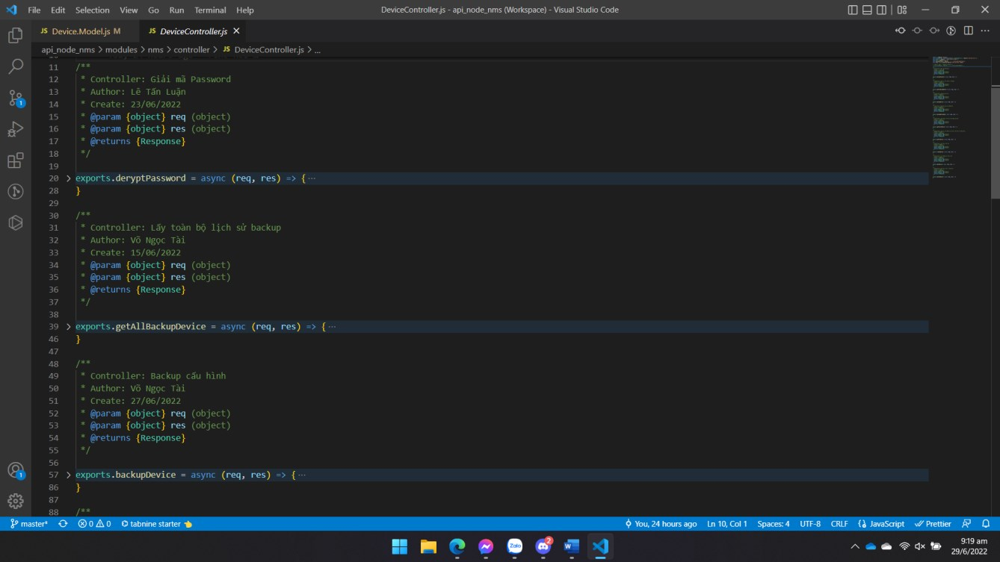 File Edit Selection View Go Run Terminal Help DeviceController.js - api_node_nms (Workspace) - Visual Studio Code
JS Device.Model.js M JS DeviceController.js
api_node_nms > modules > nms > controller > JS DeviceController.js > ...
11 /**
12 * Controller: Giải mã Password
13 * Author: Lê Tấn Luận
14 * Create: 23/06/2022
15 * @param {object} req (object)
16 * @param {object} res (object)
17 * @returns {Response}
18 */
19
20 exports.deryptPassword = async (req, res) => { ...
28 }
29
30 /**
31 * Controller: Lấy toàn bộ lịch sử backup
32 * Author: Võ Ngọc Tài
33 * Create: 15/06/2022
34 * @param {object} req (object)
35 * @param {object} res (object)
36 * @returns {Response}
37 */
38
39 exports.getAllBackupDevice = async (req, res) => { ...
46 }
47
48 /**
49 * Controller: Backup cấu hình
50 * Author: Võ Ngọc Tài
51 * Create: 27/06/2022
52 * @param {object} req (object)
53 * @param {object} res (object)
54 * @returns {Response}
55 */
56
57 exports.backupDevice = async (req, res) => { ...
86 }
87
88 /**
1
1
master* 0 0 tabnine starter You, 24 hours ago Ln 10, Col 1 Spaces: 4 UTF-8 CRLF JavaScript Prettier
Zalo 2 W 9:19 am
29/6/2022